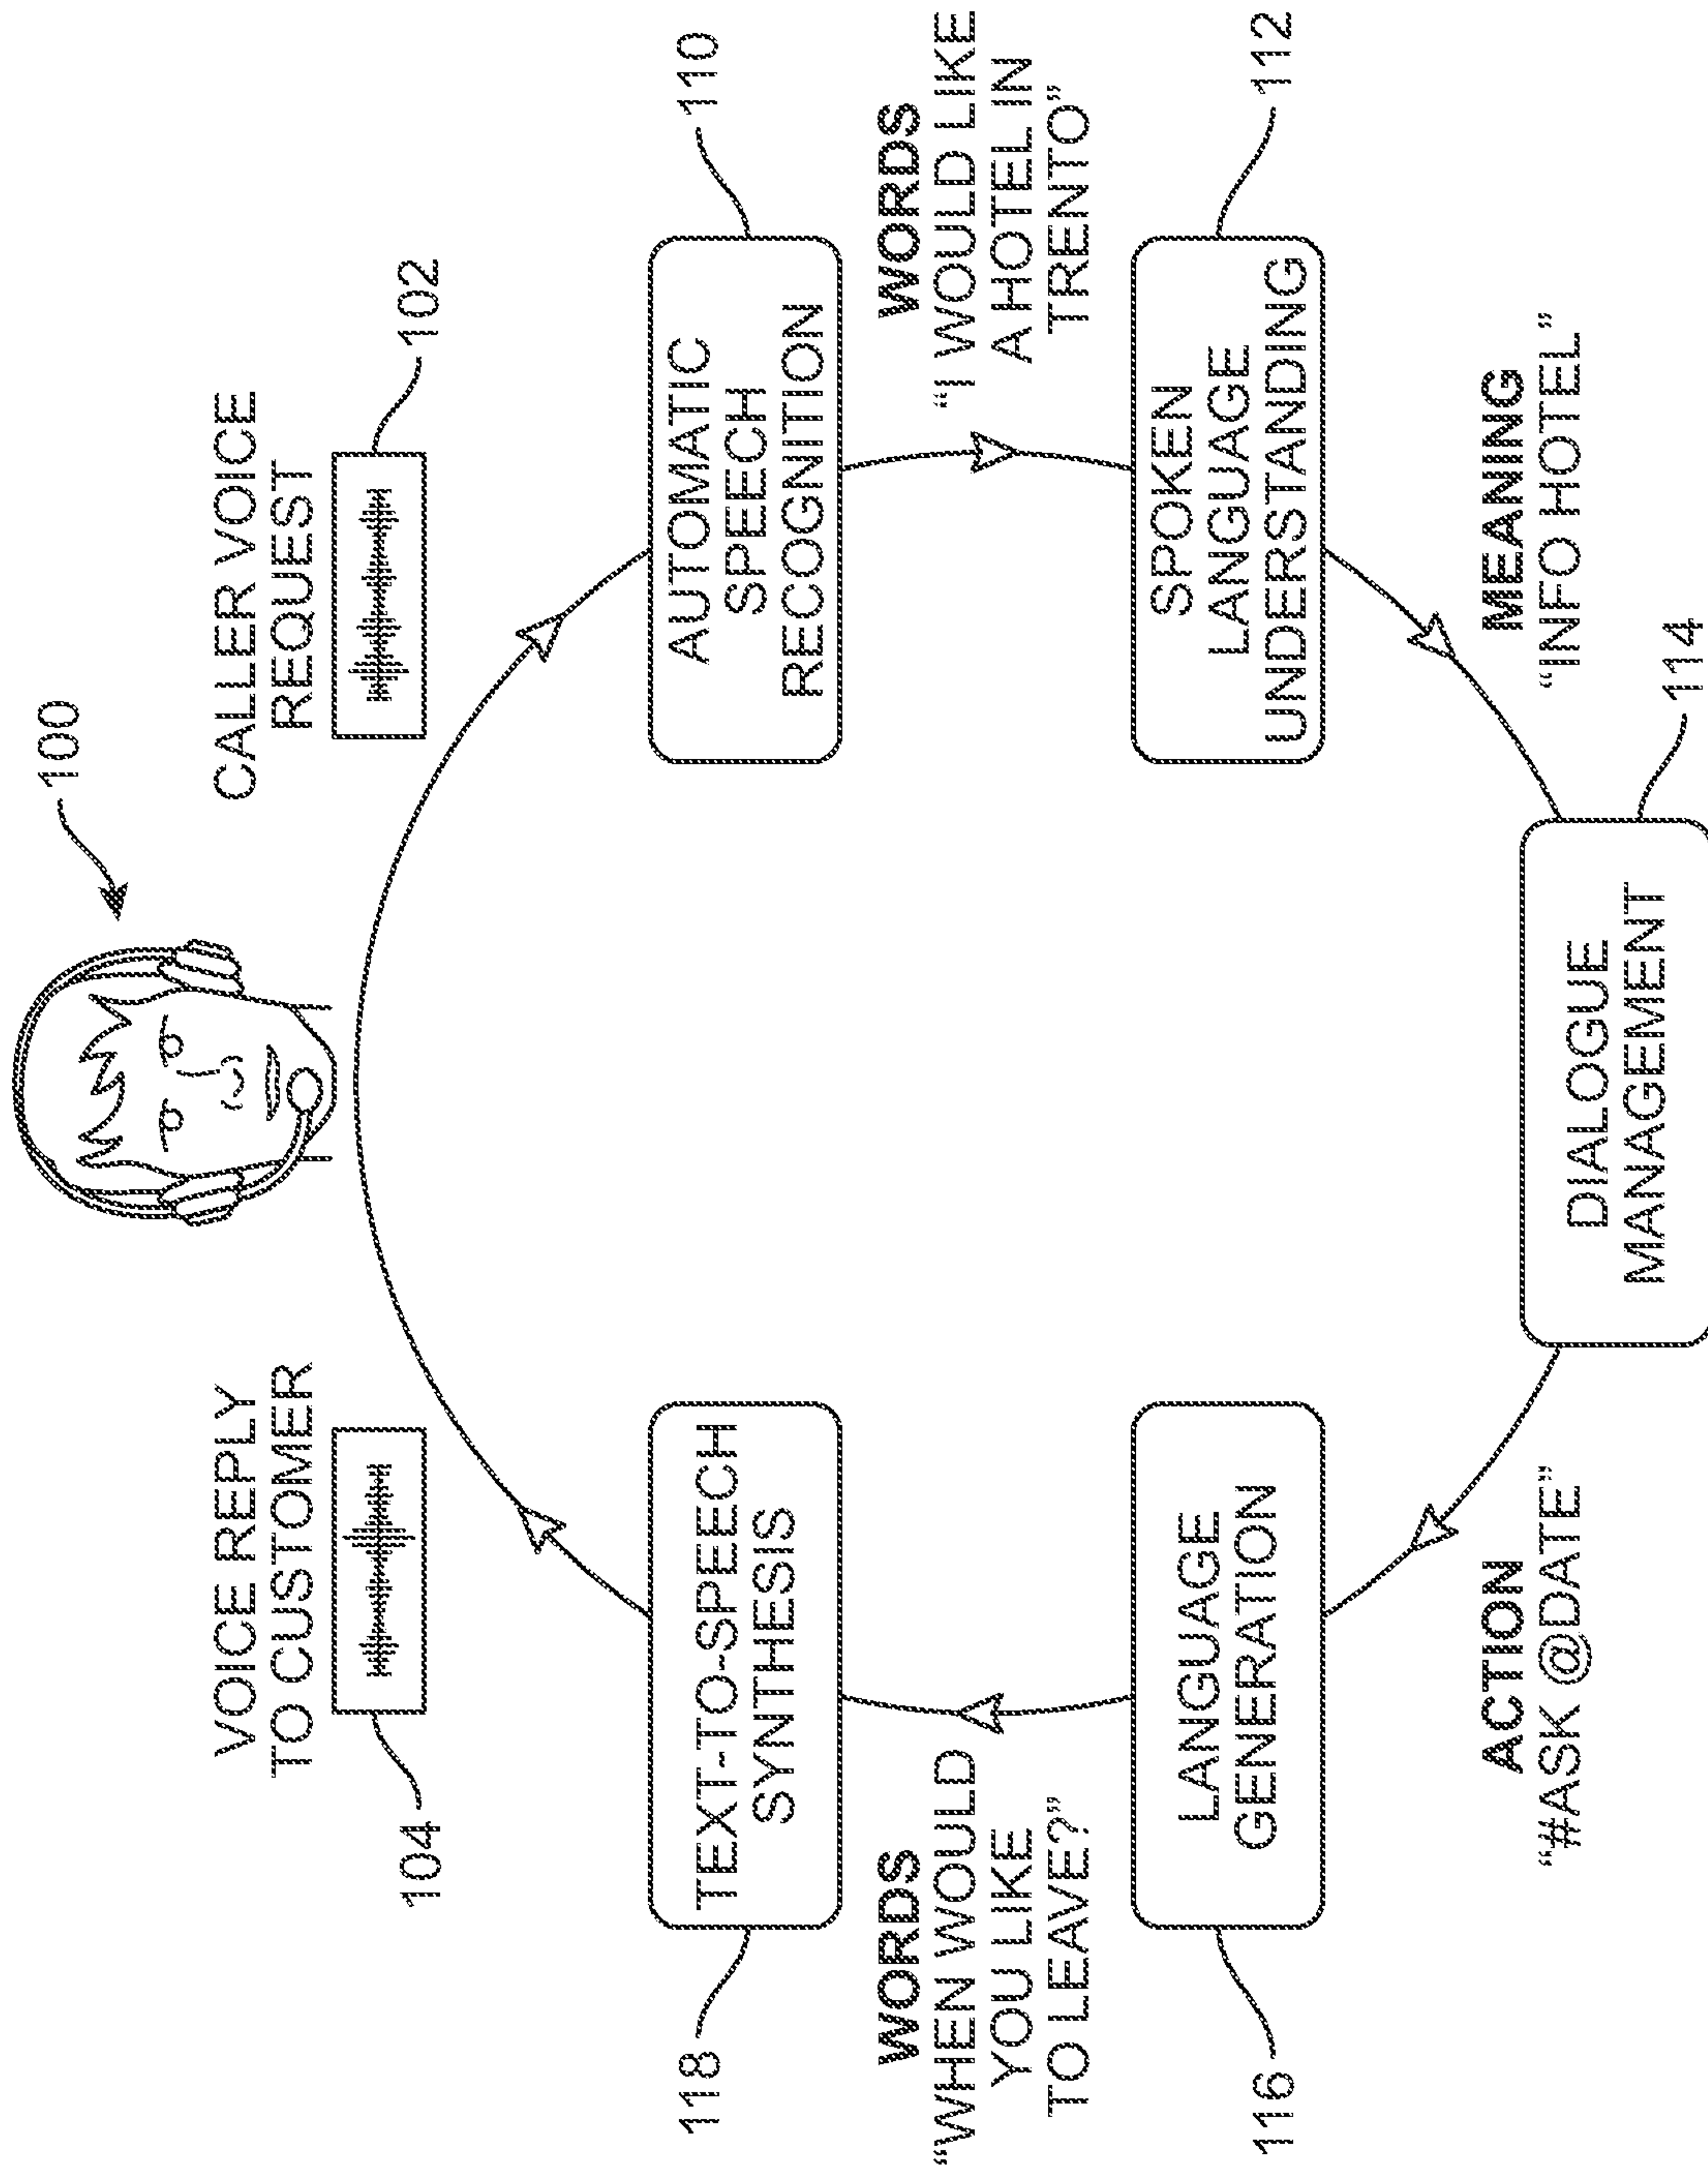 100
CALLER VOICE
REQUEST
102
110
AUTOMATIC
SPEECH
RECOGNITION
WORDS
“I WOULD LIKE
A HOTEL IN
TRENTO”
112
SPOKEN
LANGUAGE
UNDERSTANDING
MEANING
“INFO HOTEL”
114
DIALOGUE
MANAGEMENT
ACTION
“#ASK @DATE”
LANGUAGE
GENERATION
116
WORDS
“WHEN WOULD
YOU LIKE
TO LEAVE?”
TEXT-TO-SPEECH
SYNTHESIS
118
VOICE REPLY
TO CUSTOMER
104